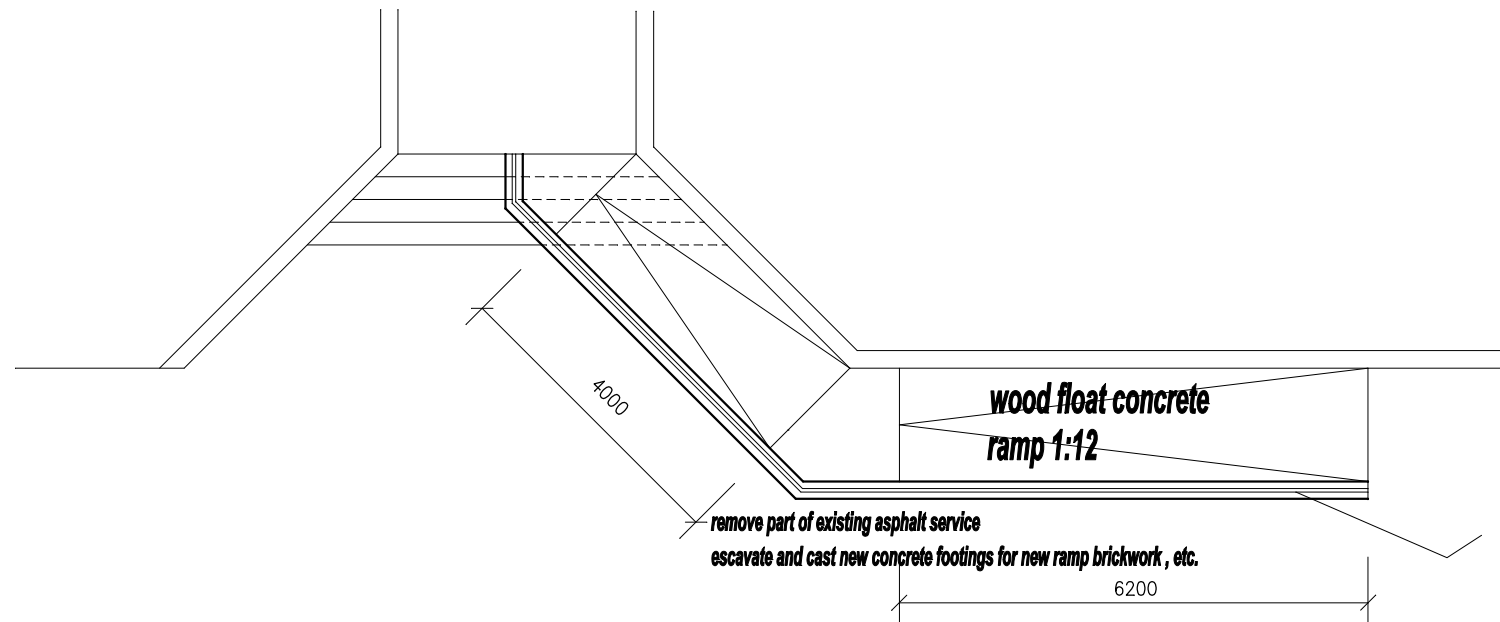 4000
wood float concrete
ramp 1:12
remove part of existing asphalt service
escavate and cast new concrete footings for new ramp brickwork , etc.
6200